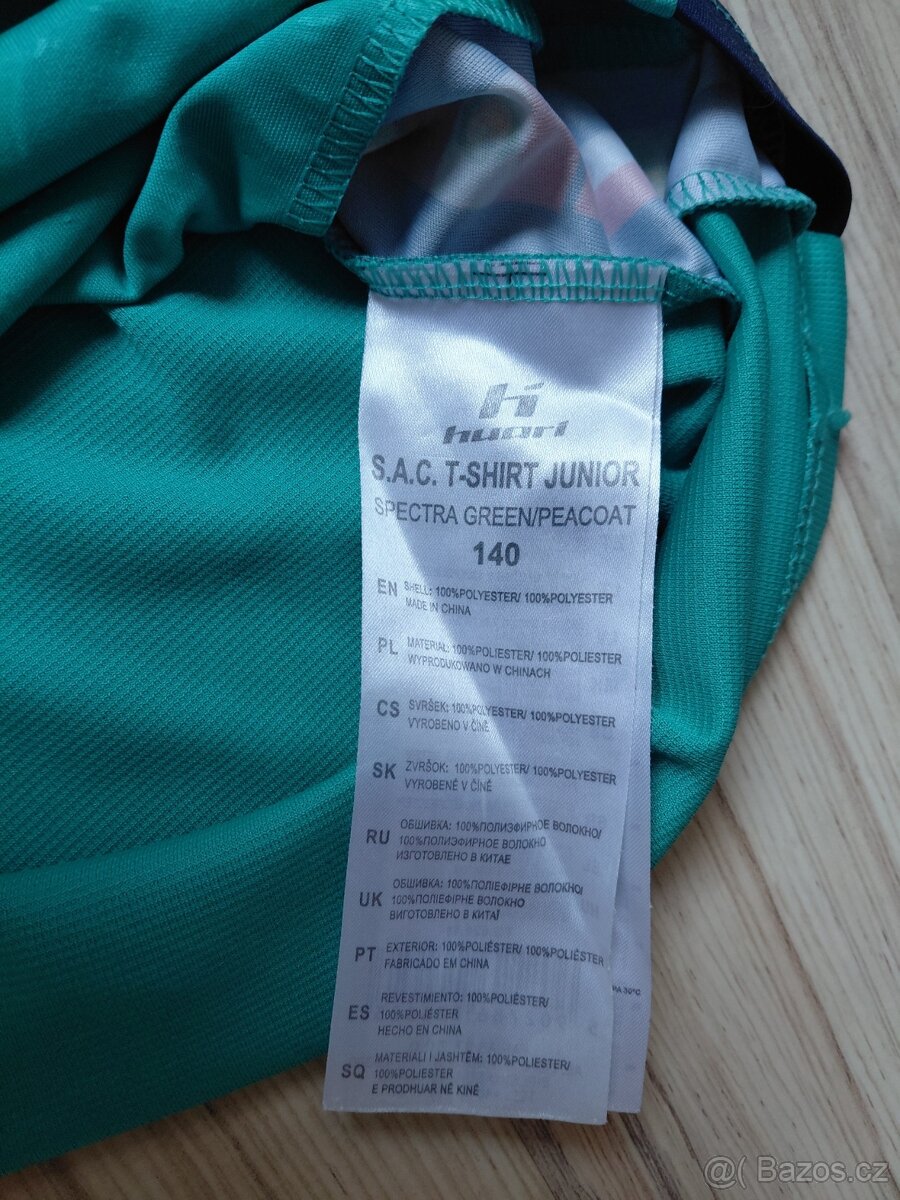 huari
S.A.C. T-SHIRT JUNIOR
SPECTRA GREEN/PEACOAT
140
EN SHELL: 100%POLYESTER/ 100%POLYESTER
MADE IN CHINA
PL MATERIAL: 100%POLIESTER/ 100%POLIESTER
WYPRODUKOWANO W CHINACH
CS SVRŠEK: 100%POLYESTER/ 100%POLYESTER
VYROBENO V ČÍNĚ
SK ZVRŠOK: 100%POLYESTER/ 100%POLYESTER
VYROBENÉ V ČÍNĚ
RU ОБШИВКА: 100%ПОЛИЭФИРНОЕ ВОЛОКНО/
100%ПОЛИЭФИРНОЕ ВОЛОКНО
ИЗГОТОВЛЕНО В КИТАЕ
UK ОБШИВКА: 100%ПОЛІЕФІРНЕ ВОЛОКНО/
100%ПОЛІЕФІРНЕ ВОЛОКНО
ВИГОТОВЛЕНО В КИТАЇ
PT EXTERIOR: 100%POLIÉSTER/ 100%POLIÉSTER
FABRICADO EM CHINA
ES REVESTIMIENTO: 100%POLIÉSTER/
100%POLIÉSTER
HECHO EN CHINA
SQ MATERIALI I JASHTËM: 100%POLIESTER/
100%POLIESTER
E PRODHUAR NË KINË
30°C
@( Bazos.cz